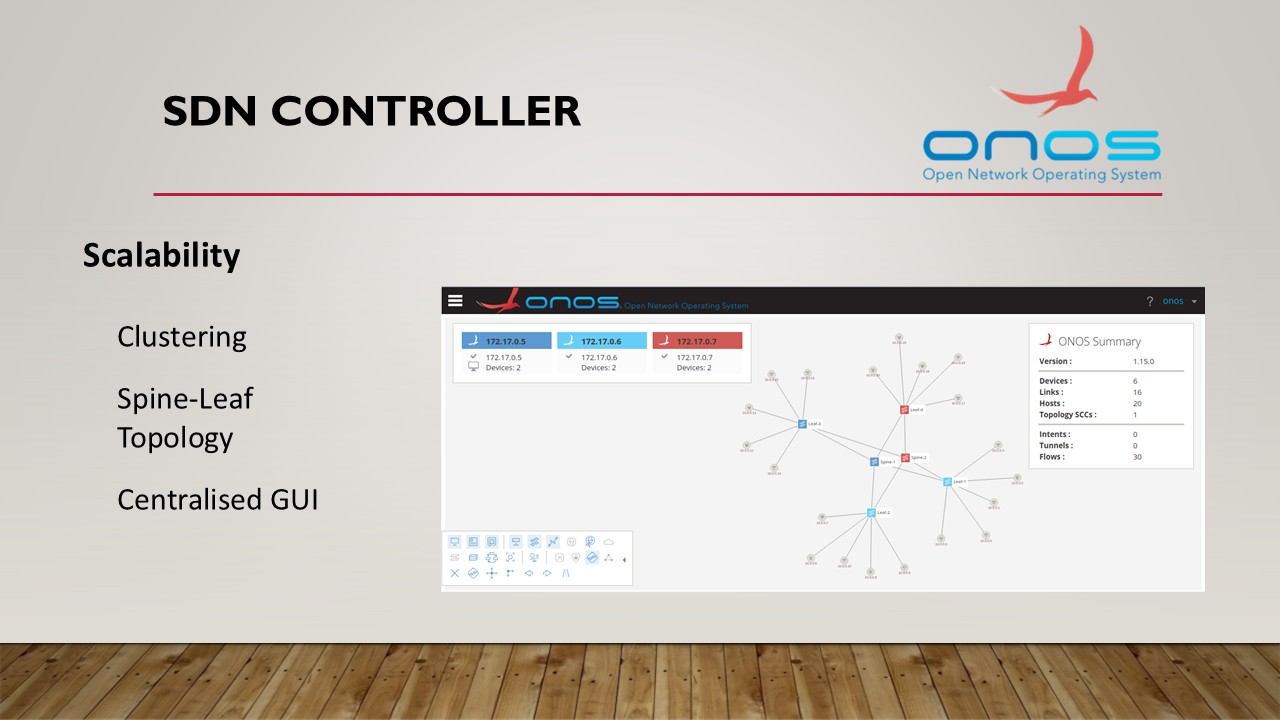 SDN CONTROLLER
onos
Open Network Operating System
Scalability
Clustering
Spine-Leaf
Topology
Centralised GUI
onos Open Network Operating System
? onos
172.17.0.5 172.17.0.6 172.17.0.7
172.17.0.5 172.17.0.6 172.17.0.7
Devices: 2 Devices: 2 Devices: 2
ONOS Summary
Version : 1.15.0
Devices : 6
Links : 16
Hosts : 20
Topology SCCs : 1
Intents : 0
Tunnels : 0
Flows : 30
Leaf-4
Leaf-3
Spine-1 Spine-2
Leaf-1
Leaf-2